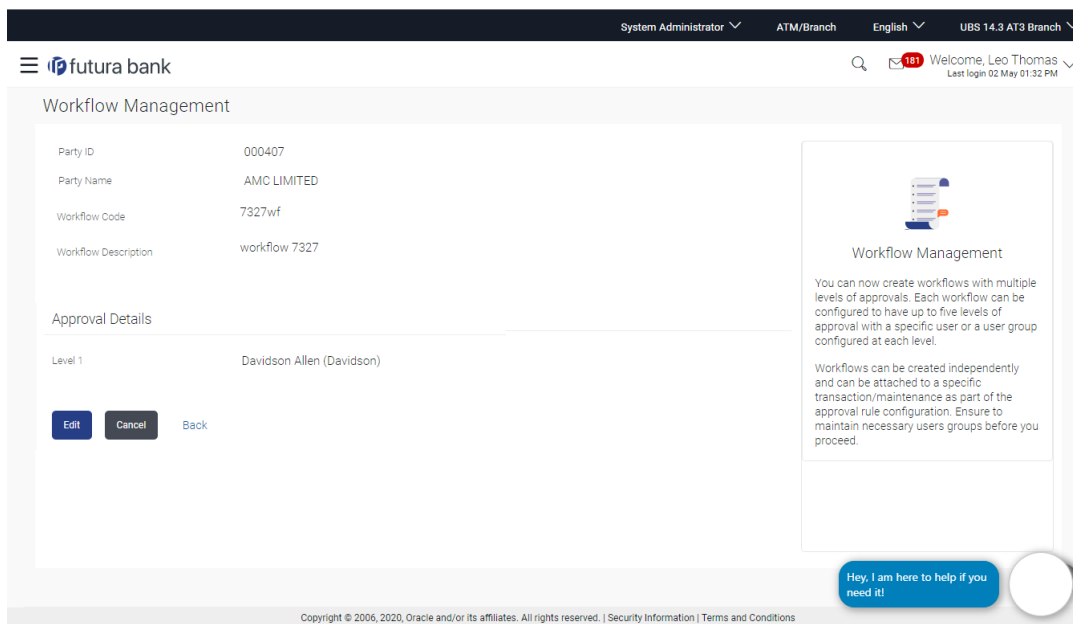 System Administrator ATM/Branch English UBS 14.3 AT3 Branch
futura bank 181 Welcome, Leo Thomas
Last login 02 May 01:32 PM
Workflow Management
Party ID 000407
Party Name AMC LIMITED
Workflow Code 7327wf
Workflow Description workflow 7327
Approval Details
Level 1 Davidson Allen (Davidson)
Edit Cancel Back
Workflow Management
You can now create workflows with multiple
levels of approvals. Each workflow can be
configured to have up to five levels of
approval with a specific user or a user group
configured at each level.
Workflows can be created independently
and can be attached to a specific
transaction/maintenance as part of the
approval rule configuration. Ensure to
maintain necessary users groups before you
proceed.
Hey, I am here to help if you
need it!
Copyright © 2006, 2020, Oracle and/or its affiliates. All rights reserved. | Security Information | Terms and Conditions